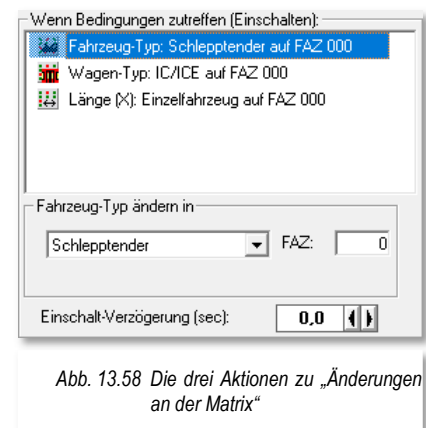 Wenn Bedingungen zutreffen (Einschalten):
Fahrzeug-Typ: Schlepptender auf FAZ 000
Wagen-Typ: IC/ICE auf FAZ 000
Länge (X): Einzelfahrzeug auf FAZ 000
Fahrzeug-Typ ändern in
Schlepptender FAZ: 0
Einschalt-Verzögerung (sec): 0,0
Abb. 13.58 Die drei Aktionen zu „Änderungen
an der Matrix“